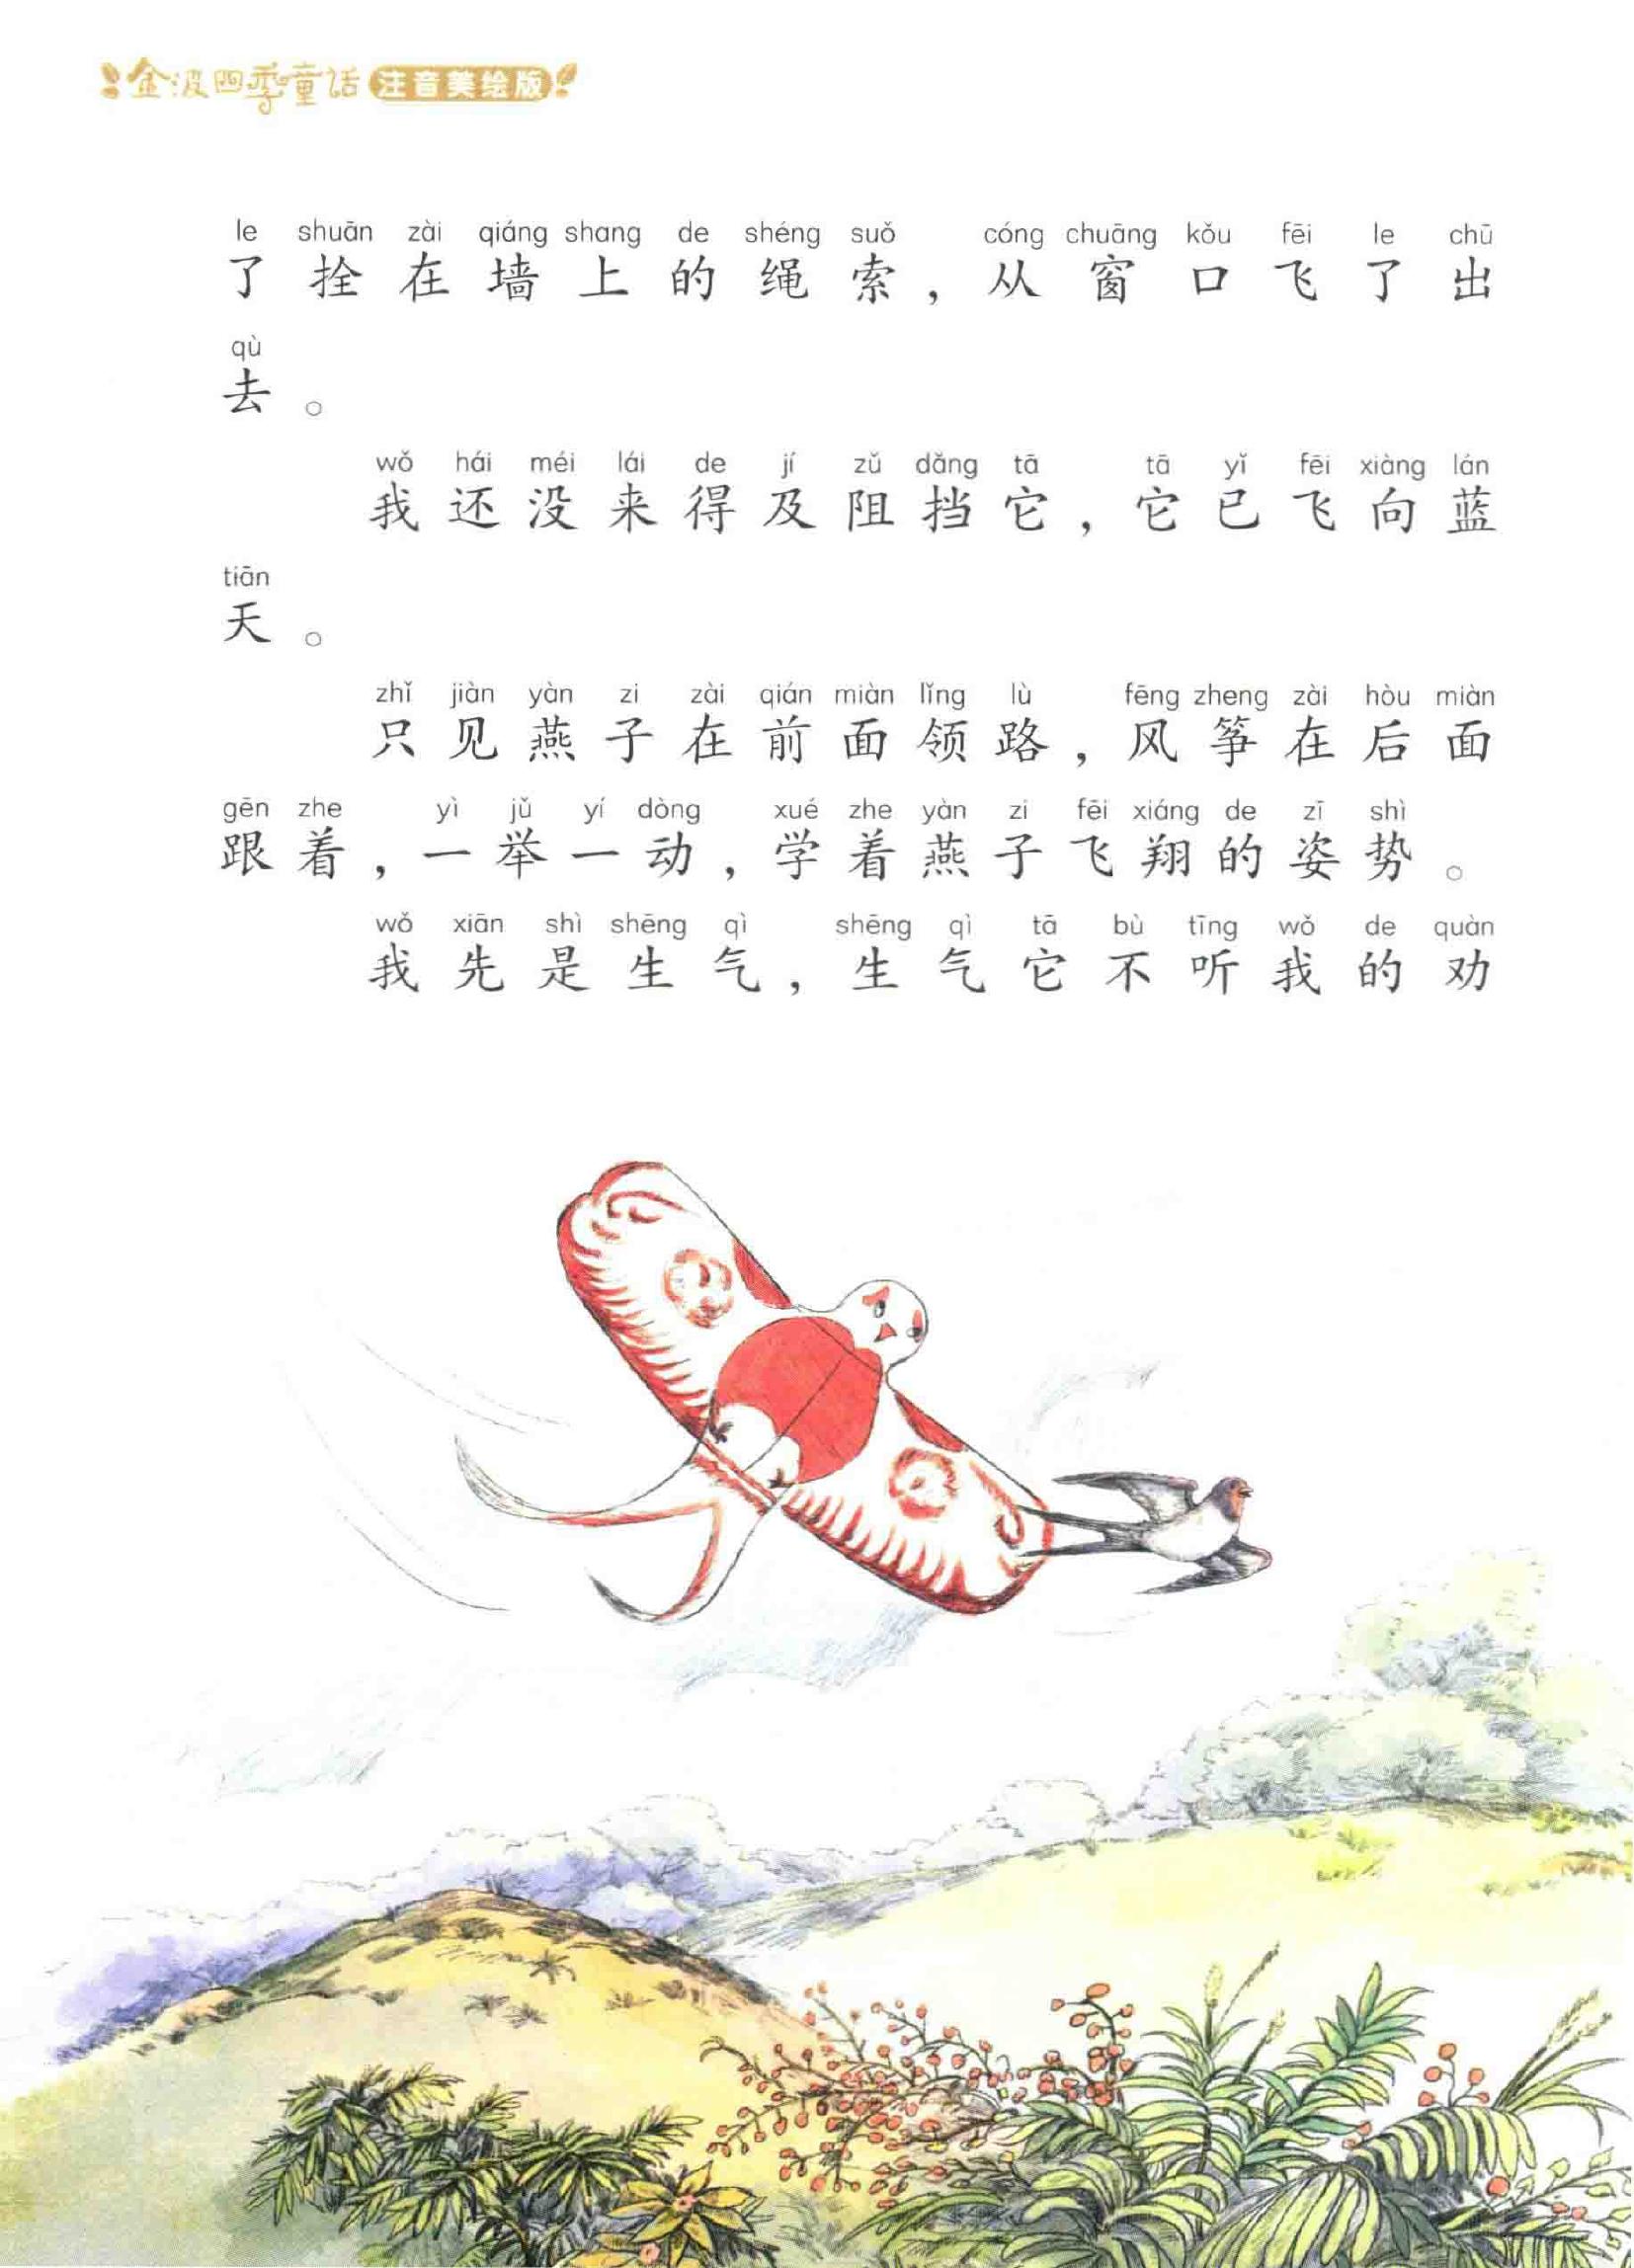 金波四季童话 注音美绘版
le shuān zài qiáng shang de shéng suǒ cóng chuāng kǒu fēi le chū
了拴在墙上的绳索，从窗口飞了出
qù
去。
wǒ hái méi lái de jí zǔ dǎng tā tā yǐ fēi xiàng lán
我还没来得及阻挡它，它已飞向蓝
tiān
天。
zhǐ jiàn yàn zi zài qián miàn lǐng lù fēng zheng zài hòu miàn
只见燕子在前面领路，风筝在后面
gēn zhe yì jǔ yí dòng xué zhe yàn zi fēi xiáng de zī shì
跟着，一举一动，学着燕子飞翔的姿势。
wǒ xiān shì shēng qì shēng qì tā bù tīng wǒ de quàn
我先是生气，生气它不听我的劝